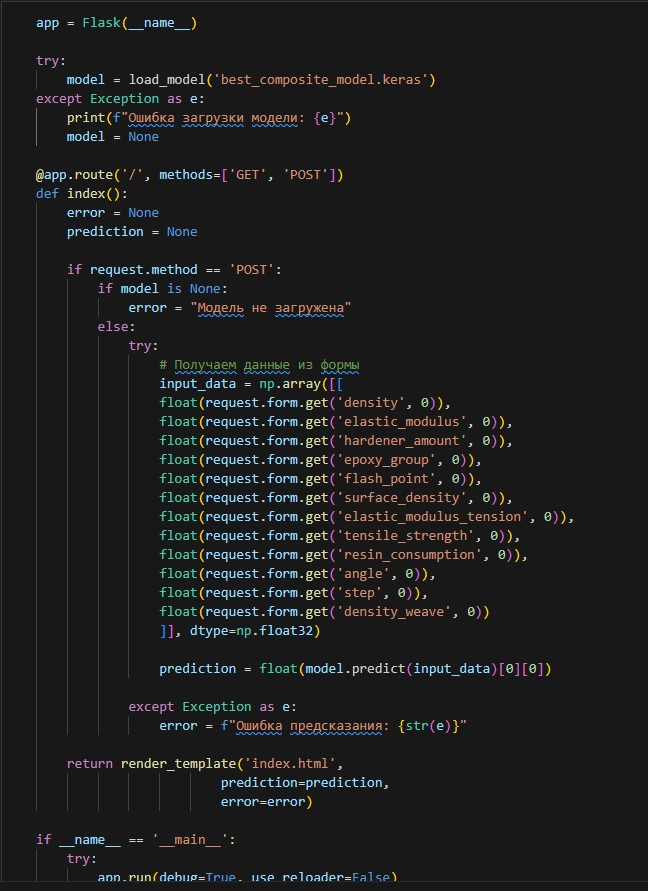 app = Flask(__name__)
try:
model = load_model('best_composite_model.keras')
except Exception as e:
print(f"Ошибка загрузки модели: {e}")
model = None
@app.route('/', methods=['GET', 'POST'])
def index():
error = None
prediction = None
if request.method == 'POST':
if model is None:
error = "Модель не загружена"
else:
try:
# Получаем данные из формы
input_data = np.array([[
float(request.form.get('density', 0)),
float(request.form.get('elastic_modulus', 0)),
float(request.form.get('hardener_amount', 0)),
float(request.form.get('epoxy_group', 0)),
float(request.form.get('flash_point', 0)),
float(request.form.get('surface_density', 0)),
float(request.form.get('elastic_modulus_tension', 0)),
float(request.form.get('tensile_strength', 0)),
float(request.form.get('resin_consumption', 0)),
float(request.form.get('angle', 0)),
float(request.form.get('step', 0)),
float(request.form.get('density_weave', 0))
]], dtype=np.float32)
prediction = float(model.predict(input_data)[0][0])
except Exception as e:
error = f"Ошибка предсказания: {str(e)}"
return render_template('index.html',
prediction=prediction,
error=error)
if __name__ == '__main__':
try:
app.run(debug=True, use_reloader=False)